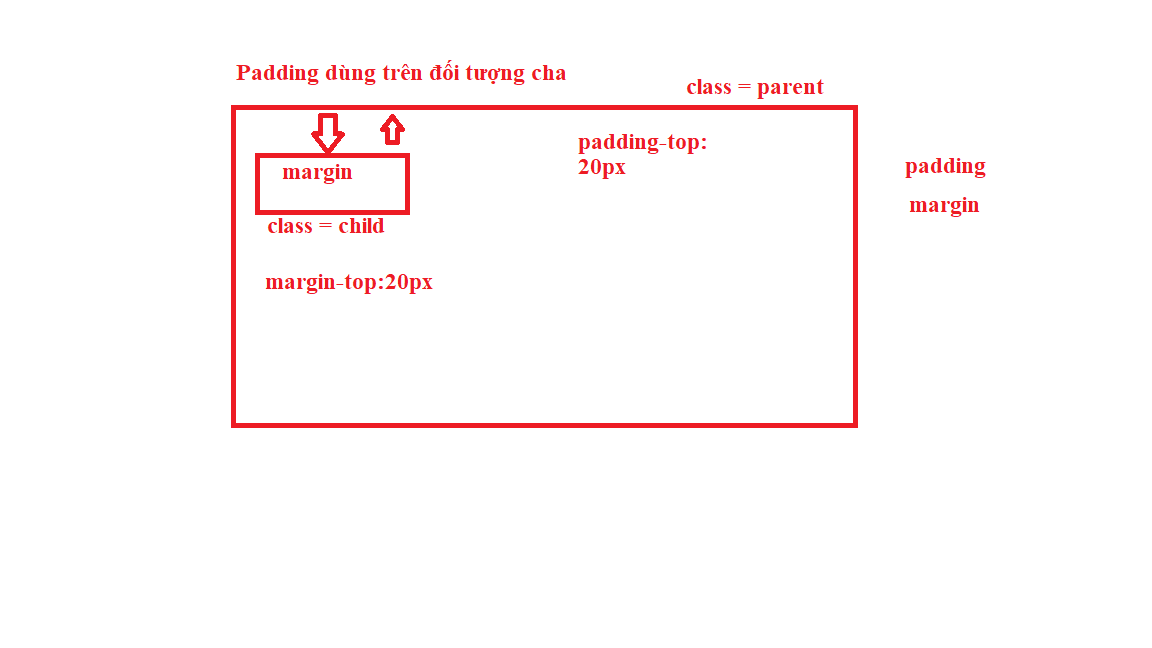 Padding dùng trên đối tượng cha
class = parent
padding-top:
20px
margin
class = child
margin-top:20px
padding
margin